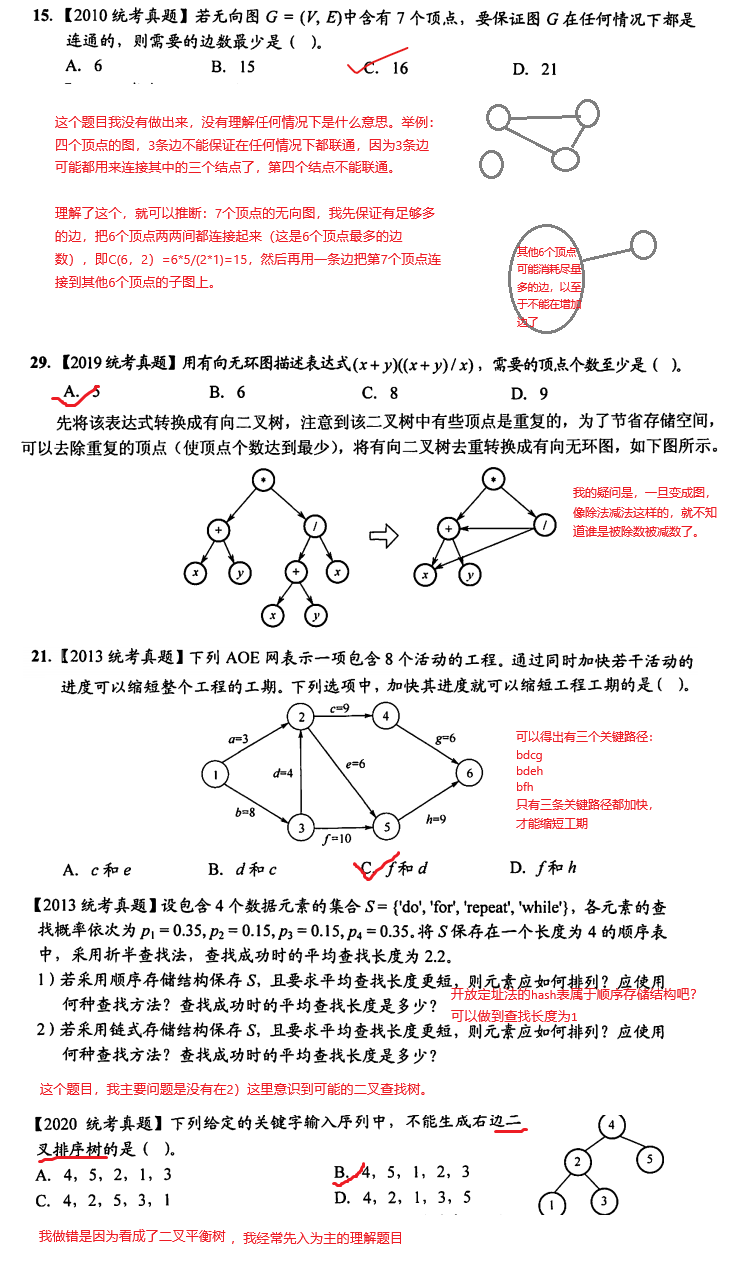 15.【2010 统考真题】若无向图 G = (V, E)中含有 7 个顶点，要保证图 G 在任何情况下都是
连通的，则需要的边数最少是（ ）。
A. 6 B. 15 C. 16 D. 21
这个题目我没有做出来，没有理解任何情况下是什么意思。举例：
四个顶点的图，3条边不能保证在任何情况下都联通，因为3条边
可能都用来连接其中的三个结点了，第四个结点不能联通。
理解了这个，就可以推断：7个顶点的无向图，我先保证有足够多
的边，把6个顶点两两间都连接起来（这是6个顶点最多的边
数），即C(6，2）=6*5/(2*1)=15，然后再用一条边把第7个顶点连
接到其他6个顶点的子图上。
其他6个顶点
可能消耗尽量
多的边，以至
于不能在增加
边了
29.【2019 统考真题】用有向无环图描述表达式(x + y)((x + y) / x)，需要的顶点个数至少是（ ）。
A. 5 B. 6 C. 8 D. 9
先将该表达式转换成有向二叉树，注意到该二叉树中有些顶点是重复的，为了节省存储空间，
可以去除重复的顶点（使顶点个数达到最少），将有向二叉树去重转换成有向无环图，如下图所示。
* *
+ / + /
x y + x x y
x y
我的疑问是，一旦变成图，
像除法减法这样的，就不知
道谁是被除数被减数了。
21.【2013 统考真题】下列 AOE 网表示一项包含 8 个活动的工程。通过同时加快若干活动的
进度可以缩短整个工程的工期。下列选项中，加快其进度就可以缩短工程工期的是（ ）。
2 c=9 4
a=3 g=6
1 d=4 e=6 6
b=8 h=9
3 f=10 5
可以得出有三个关键路径：
bdcg
bdeh
bfh
只有三条关键路径都加快，
才能缩短工期
A. c 和 e B. d 和 c C. f 和 d D. f 和 h
【2013 统考真题】设包含 4 个数据元素的集合 S = {'do', 'for', 'repeat', 'while'}，各元素的查
找概率依次为 p1 = 0.35, p2 = 0.15, p3 = 0.15, p4 = 0.35。将 S 保存在一个长度为 4 的顺序表
中，采用折半查找法，查找成功时的平均查找长度为 2.2。
1）若采用顺序存储结构保存 S，且要求平均查找长度更短，则元素应如何排列？应使用
何种查找方法？查找成功时的平均查找长度是多少？
开放定址法的hash表属于顺序存储结构吧？
可以做到查找长度为1
2）若采用链式存储结构保存 S，且要求平均查找长度更短，则元素应如何排列？应使用
何种查找方法？查找成功时的平均查找长度是多少？
这个题目，我主要问题是没有在2）这里意识到可能的二叉查找树。
【2020 统考真题】下列给定的关键字输入序列中，不能生成右边二
叉排序树的是（ ）。
A. 4，5，2，1，3 B. 4，5，1，2，3
C. 4，2，5，3，1 D. 4，2，1，3，5
4
2 5
1 3
我做错是因为看成了二叉平衡树，我经常先入为主的理解题目